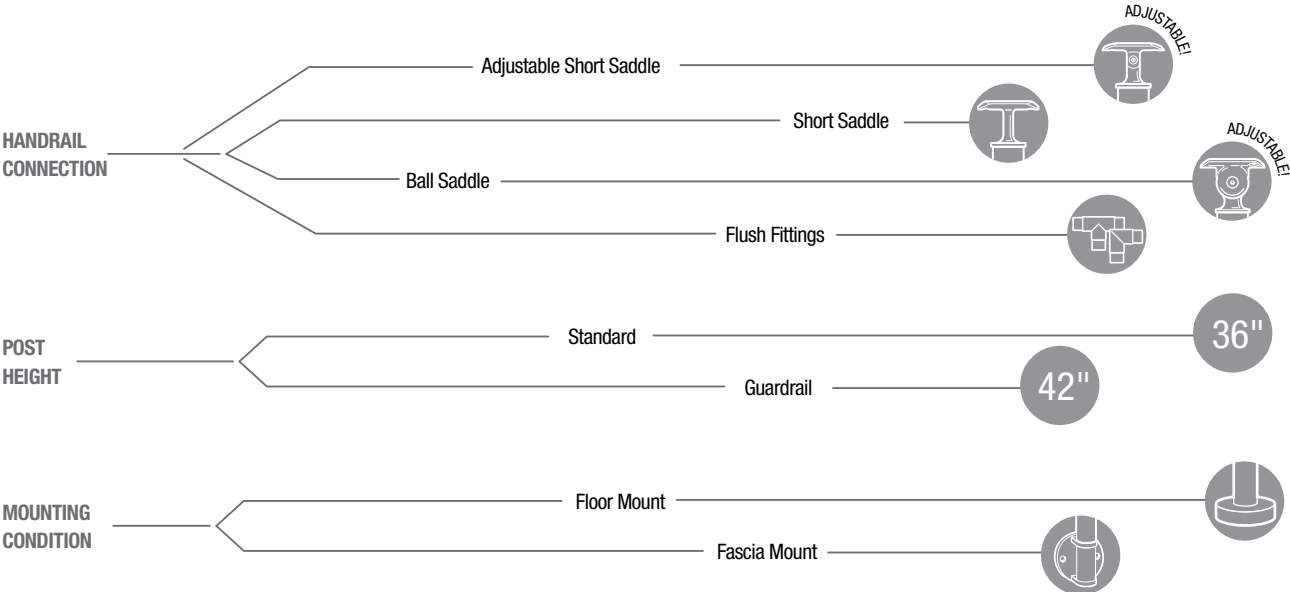 ADJUSTABLE!
Adjustable Short Saddle
Short Saddle
HANDRAIL
CONNECTION
ADJUSTABLE!
Ball Saddle
Flush Fittings
POST
HEIGHT
Standard
36"
Guardrail
42"
MOUNTING
CONDITION
Floor Mount
Fascia Mount